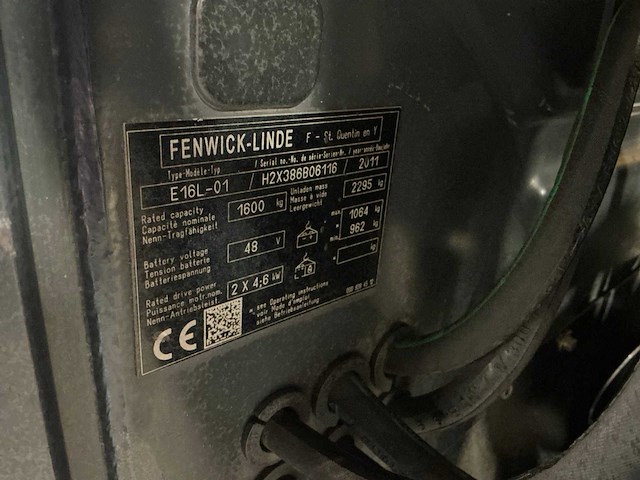 FENWICK-LINDE F - St. Quentin en Y
Type-Modèle-Typ / Serial no.-No. de série-Serien-Nr. / year-année-Baujahr
E16L-01 / H2X386B06116 / 2011
Rated capacity
Capacité nominale
Nenn-Tragfähigkeit
1600 kg
Unladen mass
Masse à vide
Leergewicht
2295 kg
Battery voltage
Tension batterie
Batteriespannung
48 V
max. 1064 kg
min. 962 kg
* kg
Rated drive power
Puissance motr.nom.
Nenn-Antriebsleist.
2 X 4;6 kW
* see Operating instructions
voir Mode d'emploi
siehe Betriebsanleitung
CE